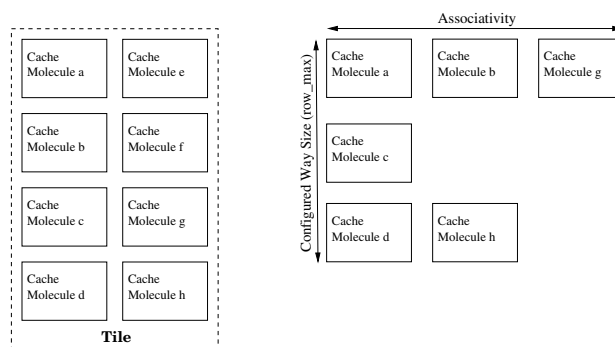 Cache
Molecule a
Cache
Molecule e
Cache
Molecule b
Cache
Molecule f
Cache
Molecule c
Cache
Molecule g
Cache
Molecule d
Cache
Molecule h
Tile
Associativity
Configured Way Size (row_max)
Cache
Molecule a
Cache
Molecule b
Cache
Molecule g
Cache
Molecule c
Cache
Molecule d
Cache
Molecule h